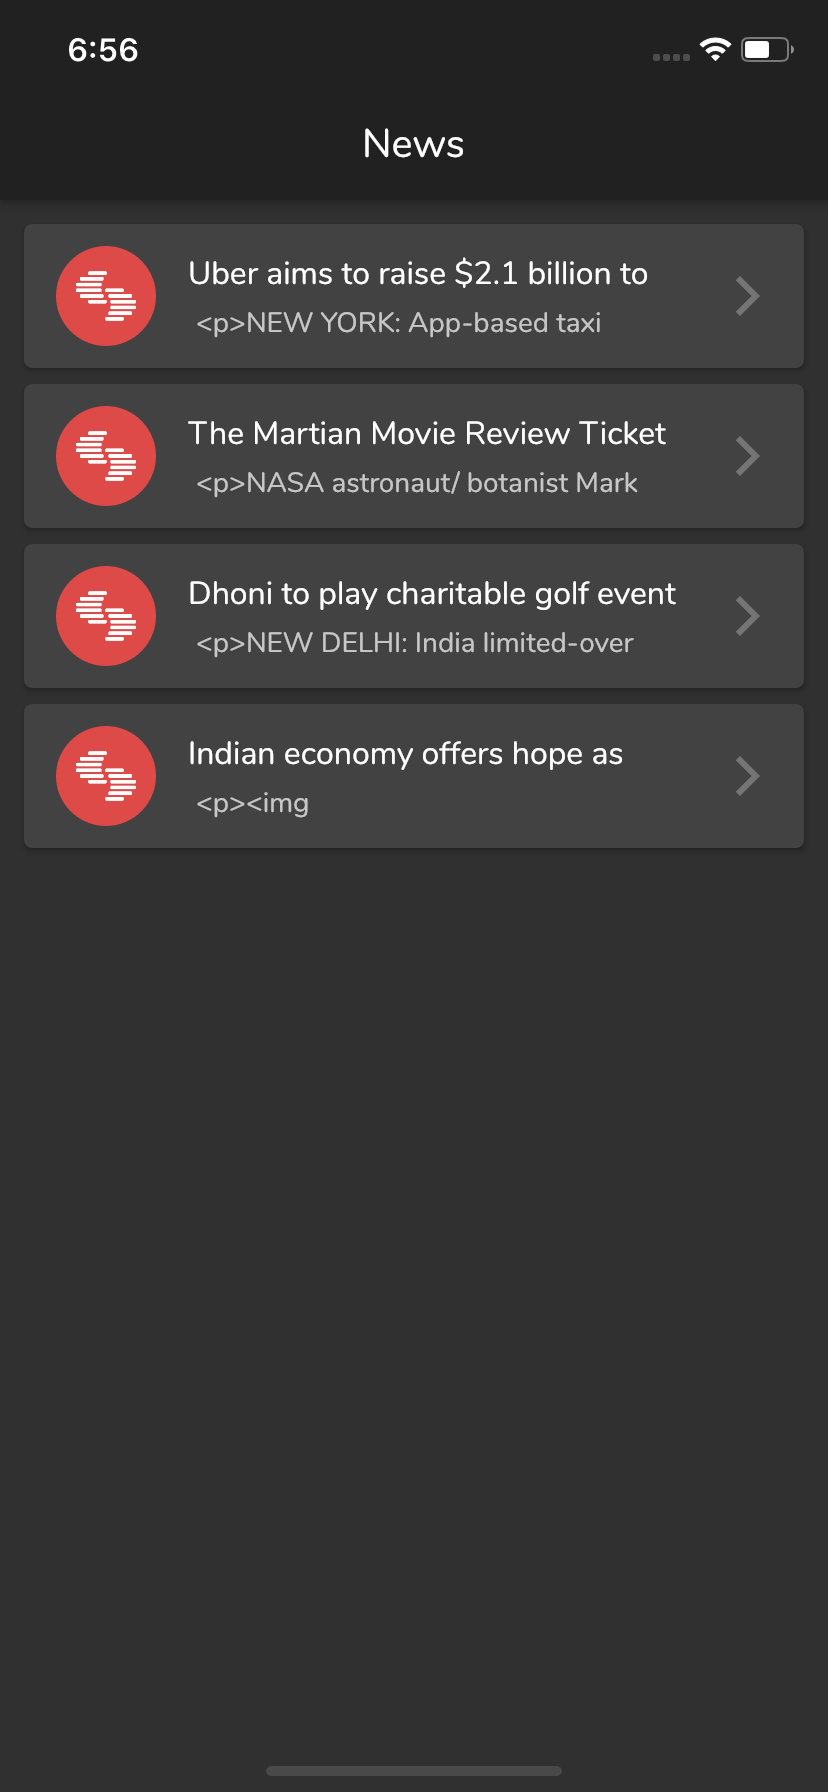 6:56
News
Uber aims to raise $2.1 billion to
<p>NEW YORK: App-based taxi
The Martian Movie Review Ticket
<p>NASA astronaut/ botanist Mark
Dhoni to play charitable golf event
<p>NEW DELHI: India limited-over
Indian economy offers hope as
<p><img